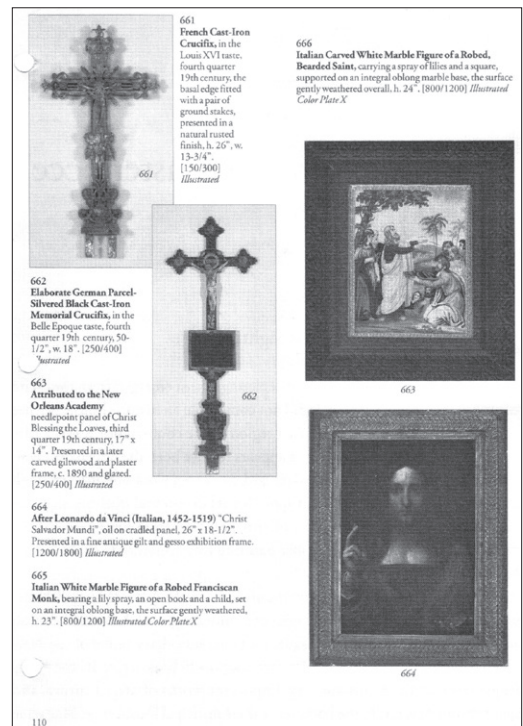 661
French Cast-Iron
Crucifix, in the
Louis XVI taste,
fourth quarter
19th century, the
basal edge fitted
with a pair of
ground stakes,
presented in a
natural rusted
finish, h. 26", w.
13-3/4".
[150/300]
Illustrated
661
662
Elaborate German Parcel-
Silvered Black Cast-Iron
Memorial Crucifix, in the
Belle Epoque taste, fourth
quarter 19th century, 50-
1/2", w. 18". [250/400]
662
663
Attributed to the New
Orleans Academy
needlepoint panel of Christ
Blessing the Loaves, third
quarter 19th century, 17" x
14". Presented in a later
carved giltwood and plaster
frame, c. 1890 and glazed.
[250/400] Illustrated
664
After Leonardo da Vinci (Italian, 1452-1519) "Christ
Salvador Mundi", oil on cradled panel, 26" x 18-1/2".
Presented in a fine antique gilt and gesso exhibition frame.
[1200/1800] Illustrated
665
Italian White Marble Figure of a Robed Franciscan
Monk, bearing a lily spray, an open book and a child, set
on an integral oblong base, the surface gently weathered,
h. 23". [800/1200] Illustrated Color Plate X
110
666
Italian Carved White Marble Figure of a Robed,
Bearded Saint, carrying a spray of lilies and a square,
supported on an integral oblong marble base, the surface
gently weathered overall, h. 24". [800/1200] Illustrated
Color Plate X
663
664